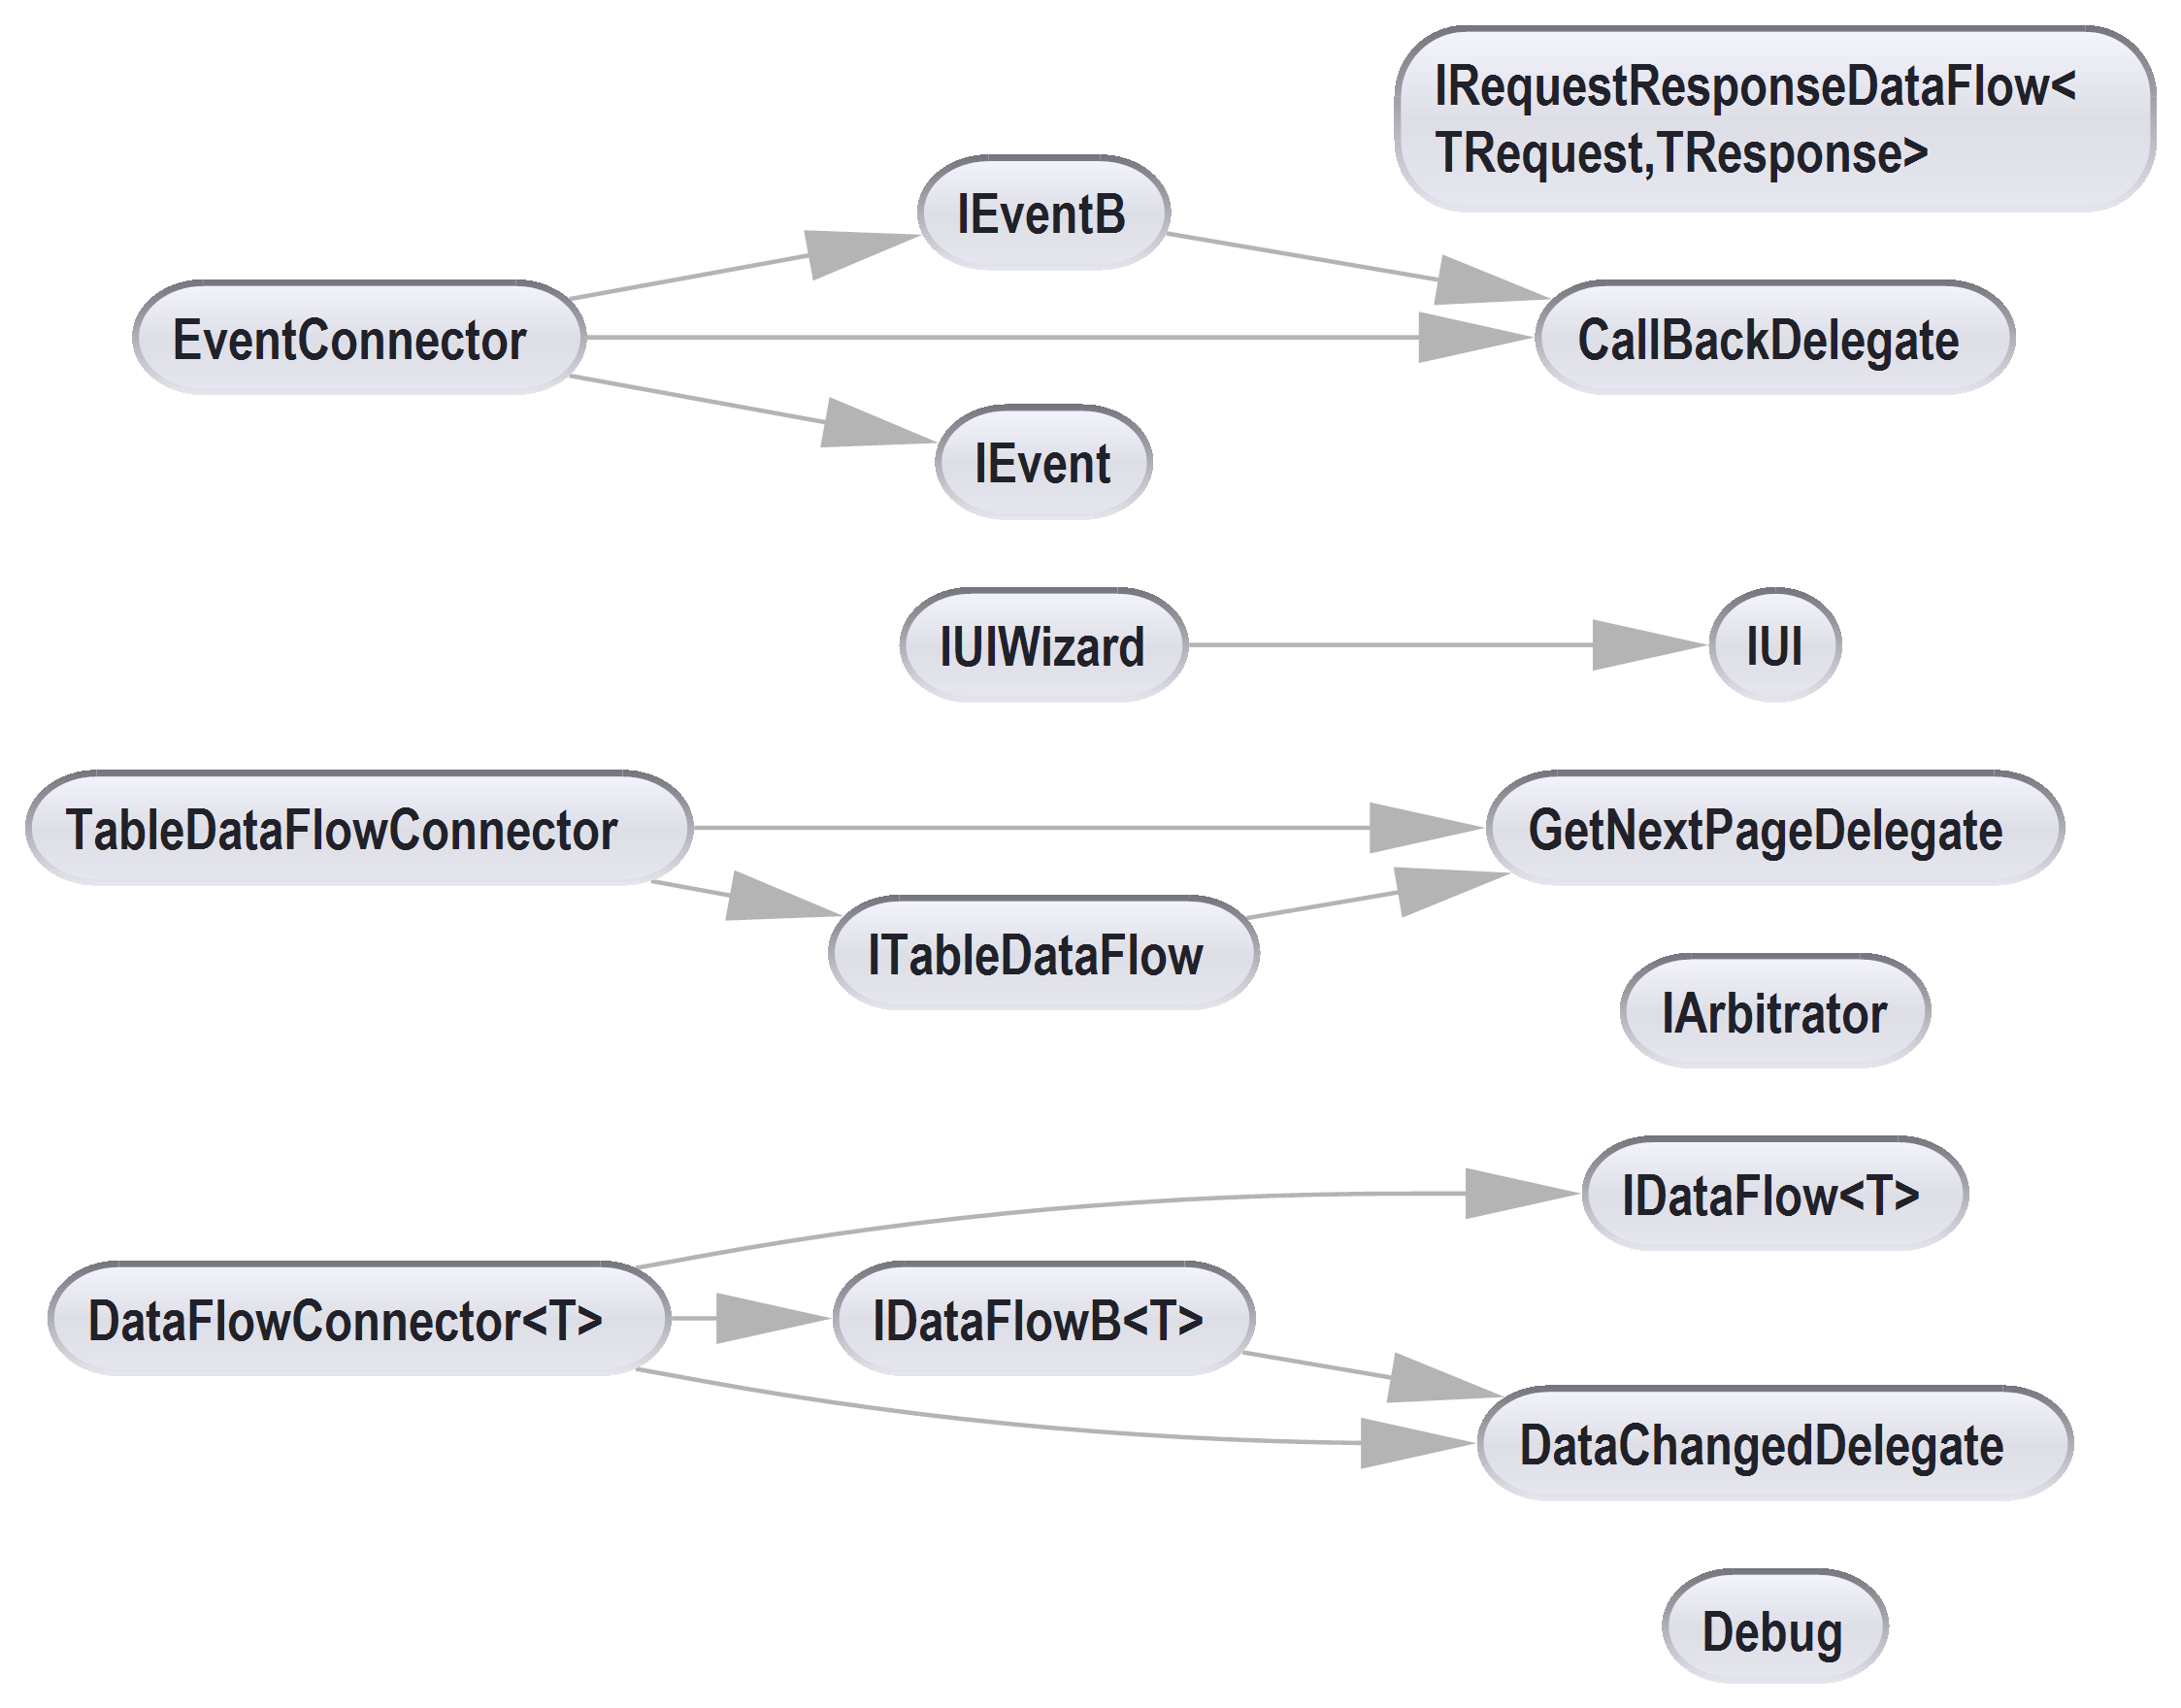 IRequestResponseDataFlow<
TRequest,TResponse>
IEventB
EventConnector
CallBackDelegate
IEvent
IUIWizard
IUI
TableDataFlowConnector
GetNextPageDelegate
ITableDataFlow
IArbitrator
IDataFlow<T>
DataFlowConnector<T>
IDataFlowB<T>
DataChangedDelegate
Debug